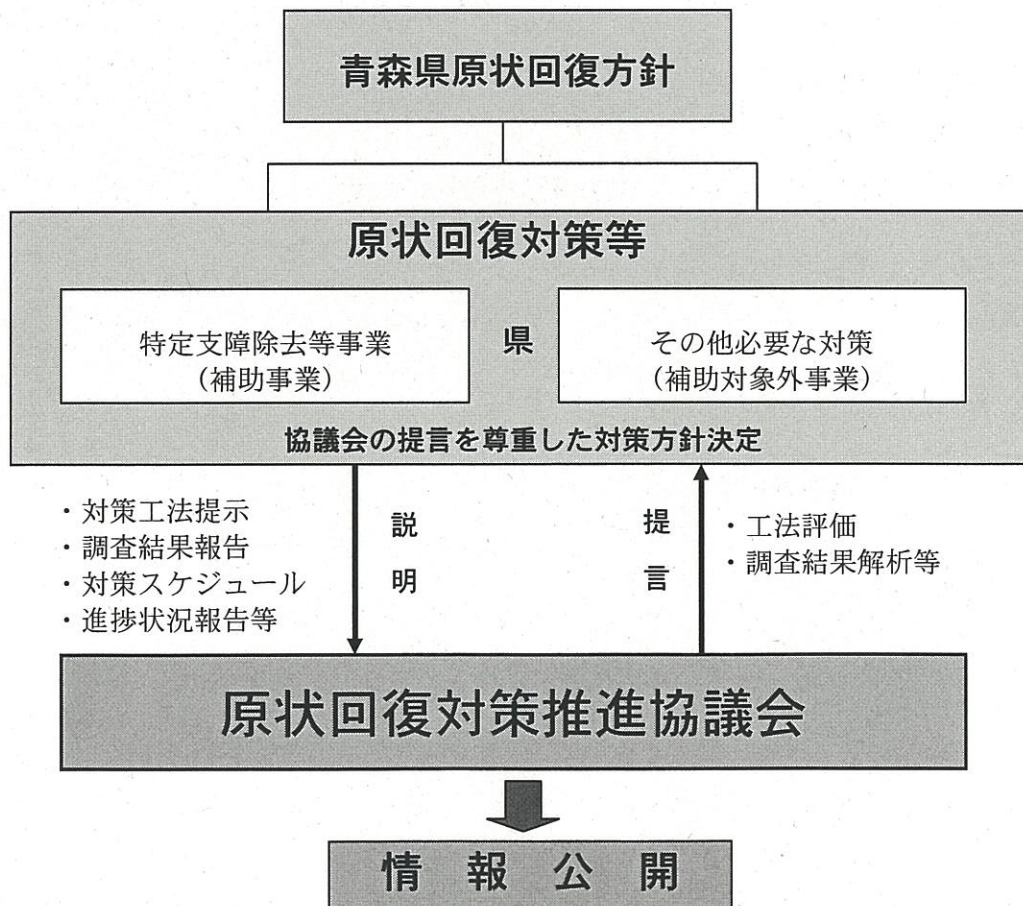 青森県原状回復方針
原状回復対策等
特定支障除去等事業
(補助事業)
県
その他必要な対策
(補助対象外事業)
協議会の提言を尊重した対策方針決定
・対策工法提示
・調査結果報告
・対策スケジュール
・進捗状況報告等
説明
提言
・工法評価
・調査結果解析等
原状回復対策推進協議会
情報公開